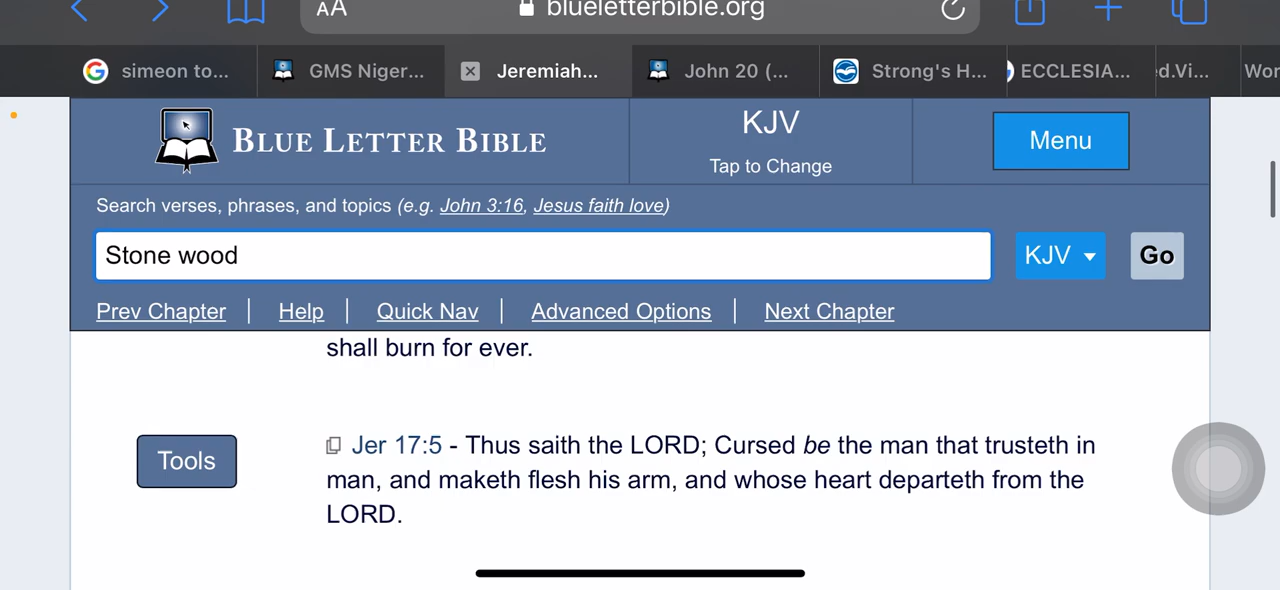 AA blueletterbible.org
simeon to... GMS Niger... Jeremiah... John 20 (... Strong's H... ECCLESIA... d.Vi... Wor
BLUE LETTER BIBLE KJV Menu
Tap to Change
Search verses, phrases, and topics (e.g. John 3:16, Jesus faith love)
Stone wood KJV Go
Prev Chapter | Help | Quick Nav | Advanced Options | Next Chapter
shall burn for ever.
Tools Jer 17:5 - Thus saith the LORD; Cursed be the man that trusteth in
man, and maketh flesh his arm, and whose heart departeth from the
LORD.